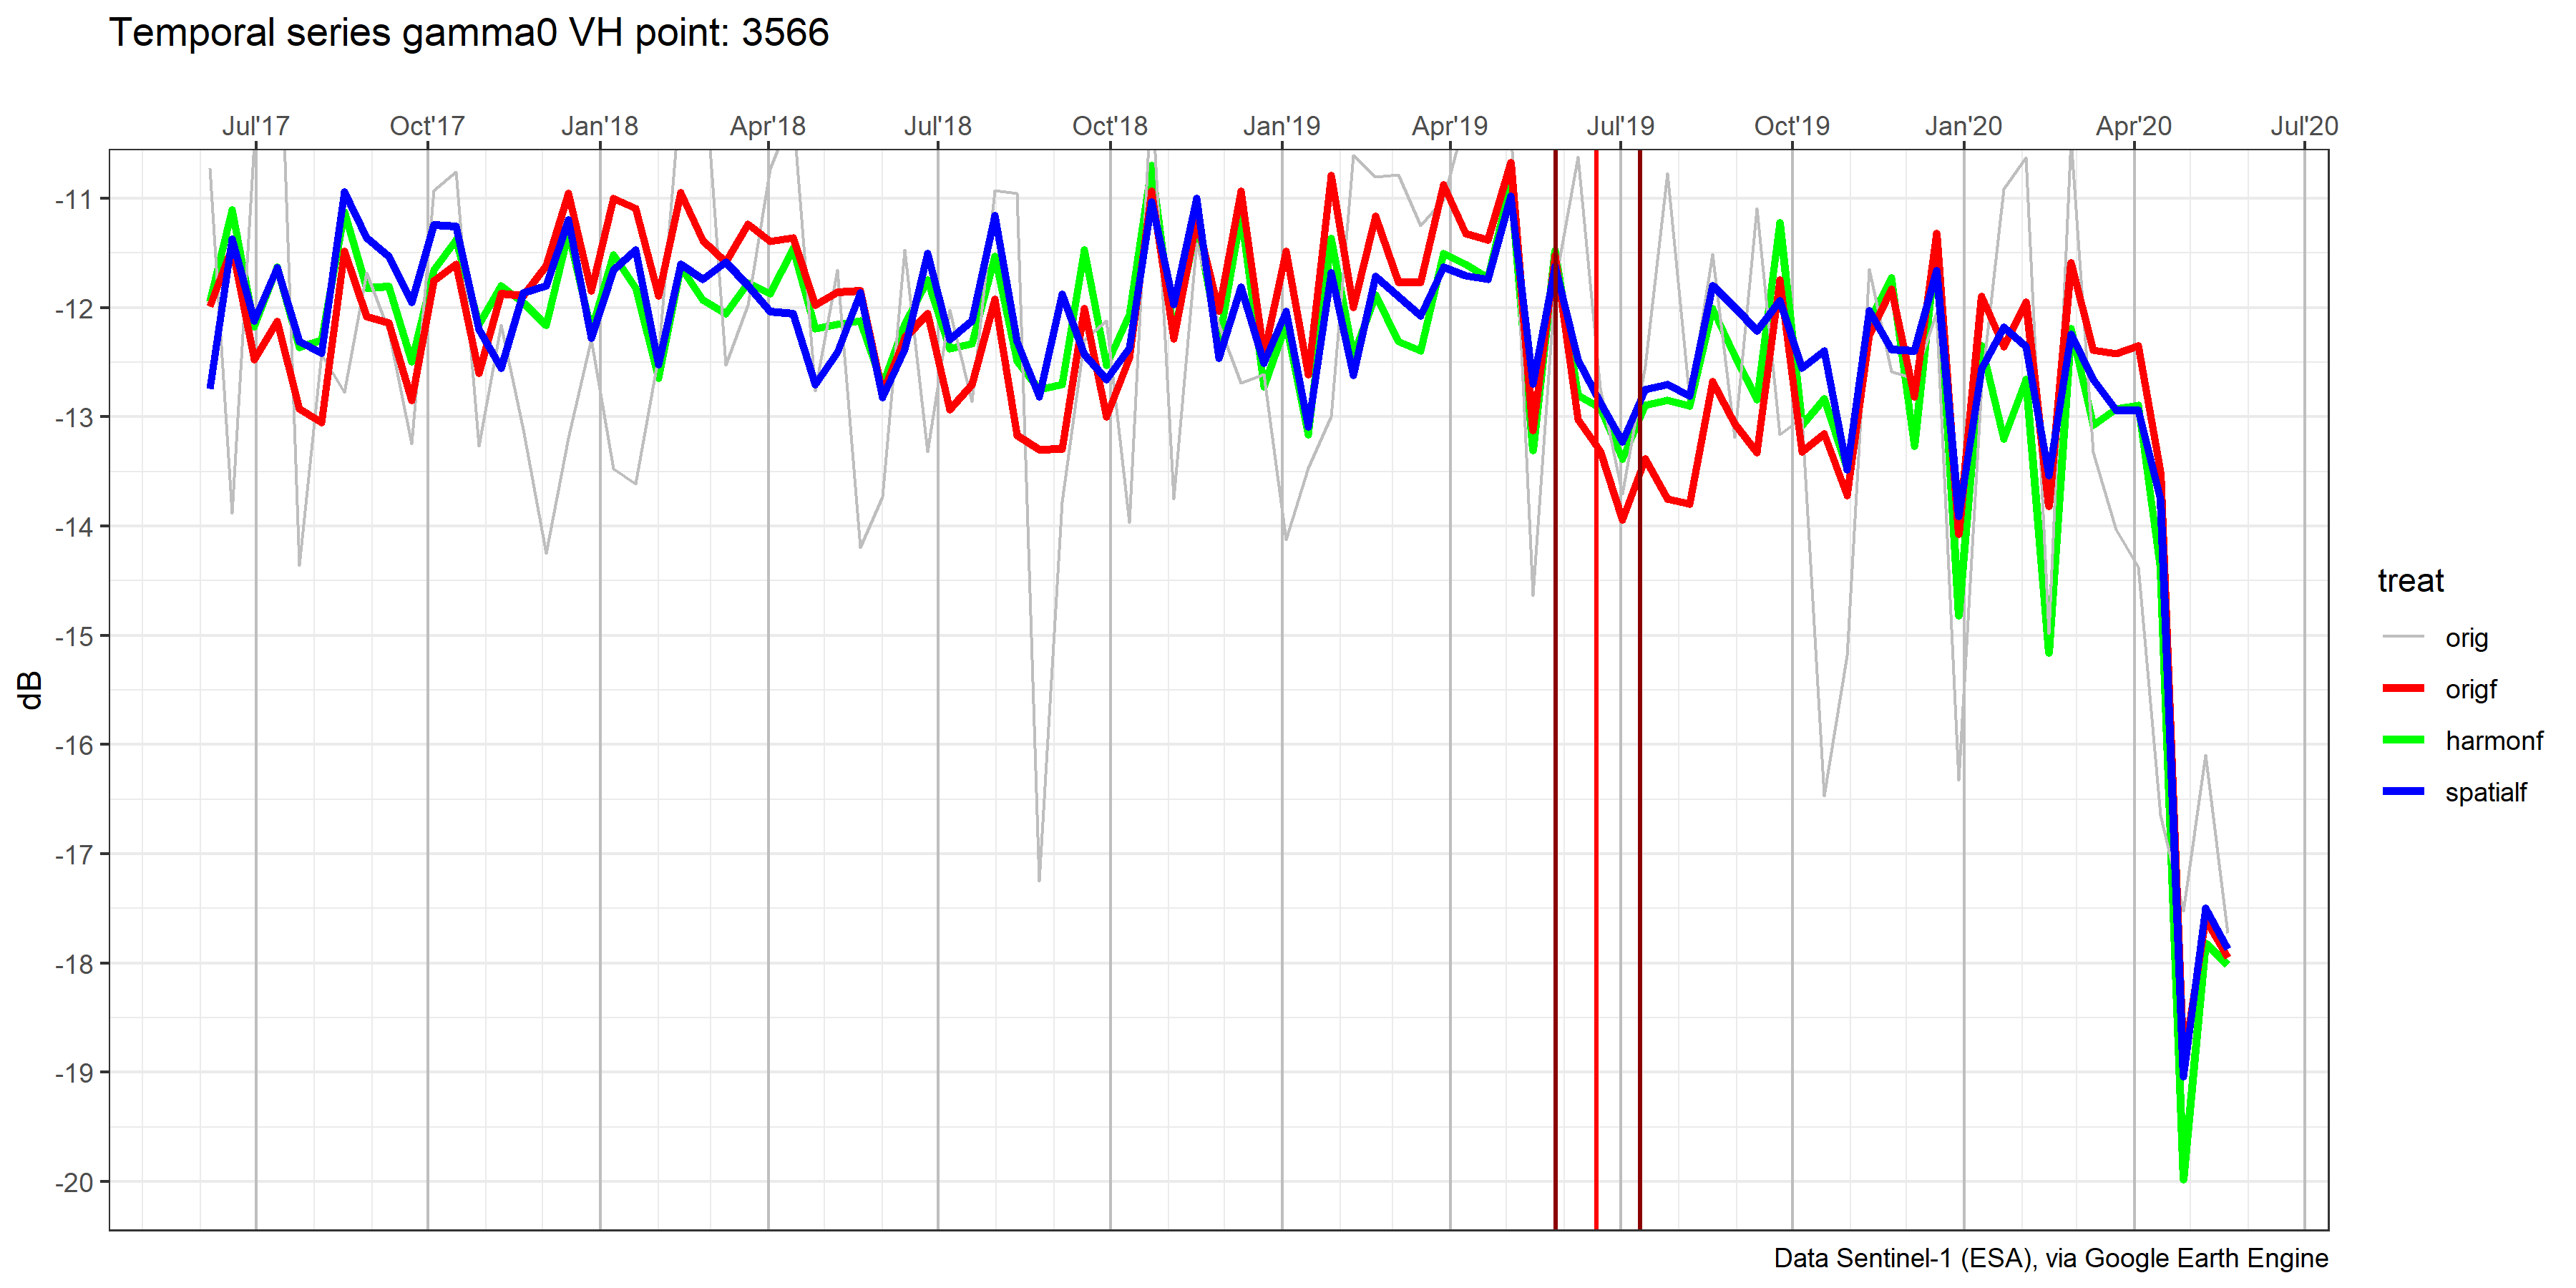 Temporal series gamma0 VH point: 3566
Jul'17 Oct'17 Jan'18 Apr'18 Jul'18 Oct'18 Jan'19 Apr'19 Jul'19 Oct'19 Jan'20 Apr'20 Jul'20
-11
-12
-13
-14
-15
-16
-17
-18
-19
-20
dB
treat
orig
origf
harmonf
spatialf
Data Sentinel-1 (ESA), via Google Earth Engine